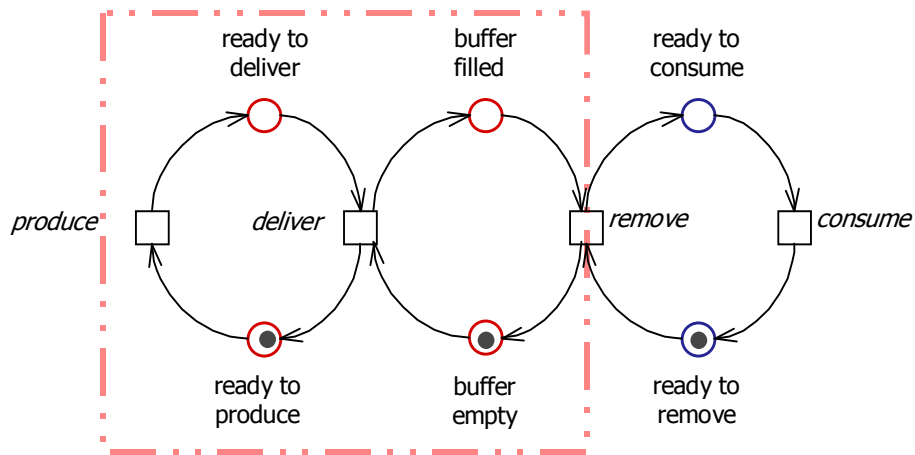 ready to
deliver
buffer
filled
ready to
consume
produce
deliver
remove
consume
ready to
produce
buffer
empty
ready to
remove